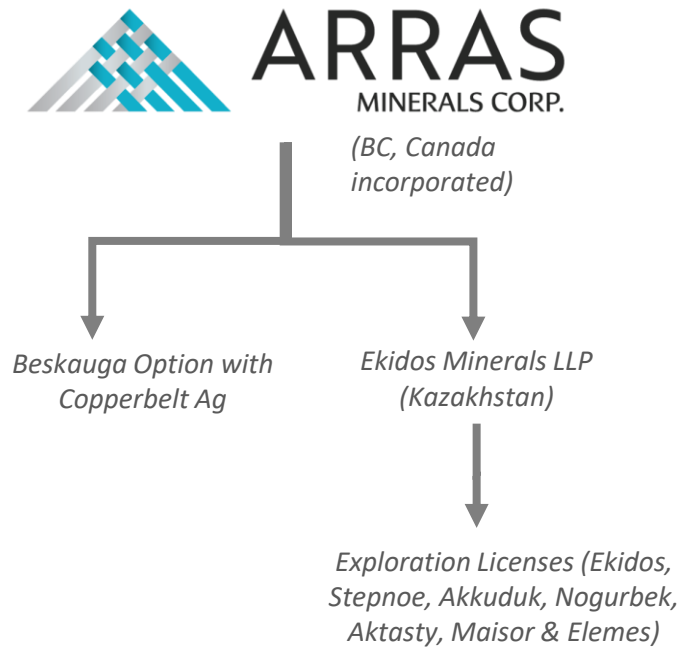 ARRAS
MINERALS CORP.
(BC, Canada
incorporated)
Beskauga Option with
Copperbelt Ag
Ekidos Minerals LLP
(Kazakhstan)
Exploration Licenses (Ekidos,
Stepnoe, Akkuduk, Nogurbek,
Aktasty, Maisor & Elemes)